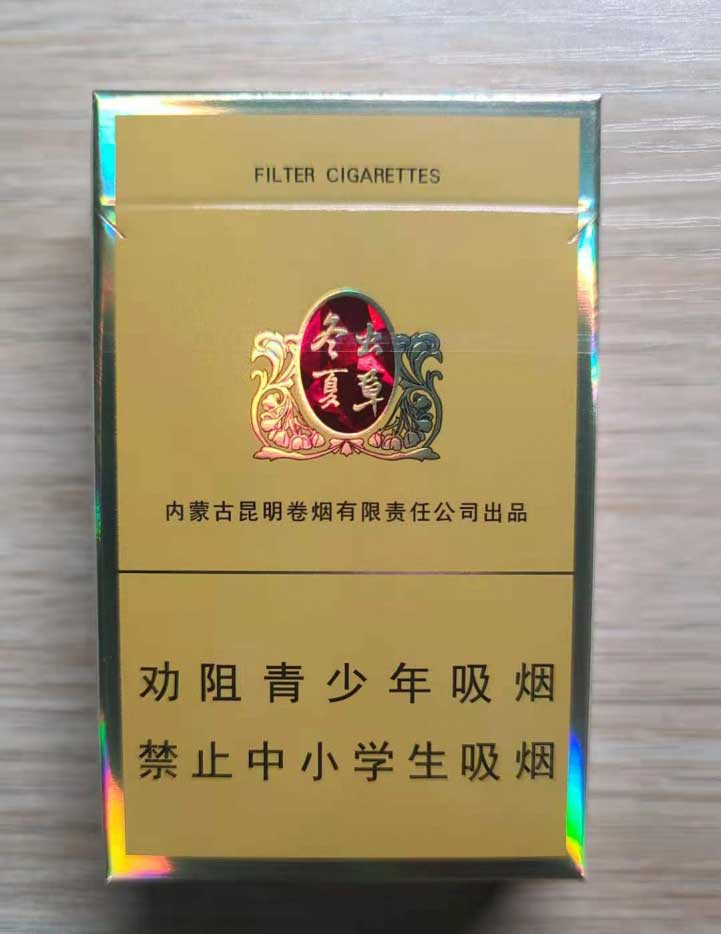 FILTER CIGARETTES
冬虫
夏草
内蒙古昆明卷烟有限责任公司出品
劝阻青少年吸烟
禁止中小学生吸烟